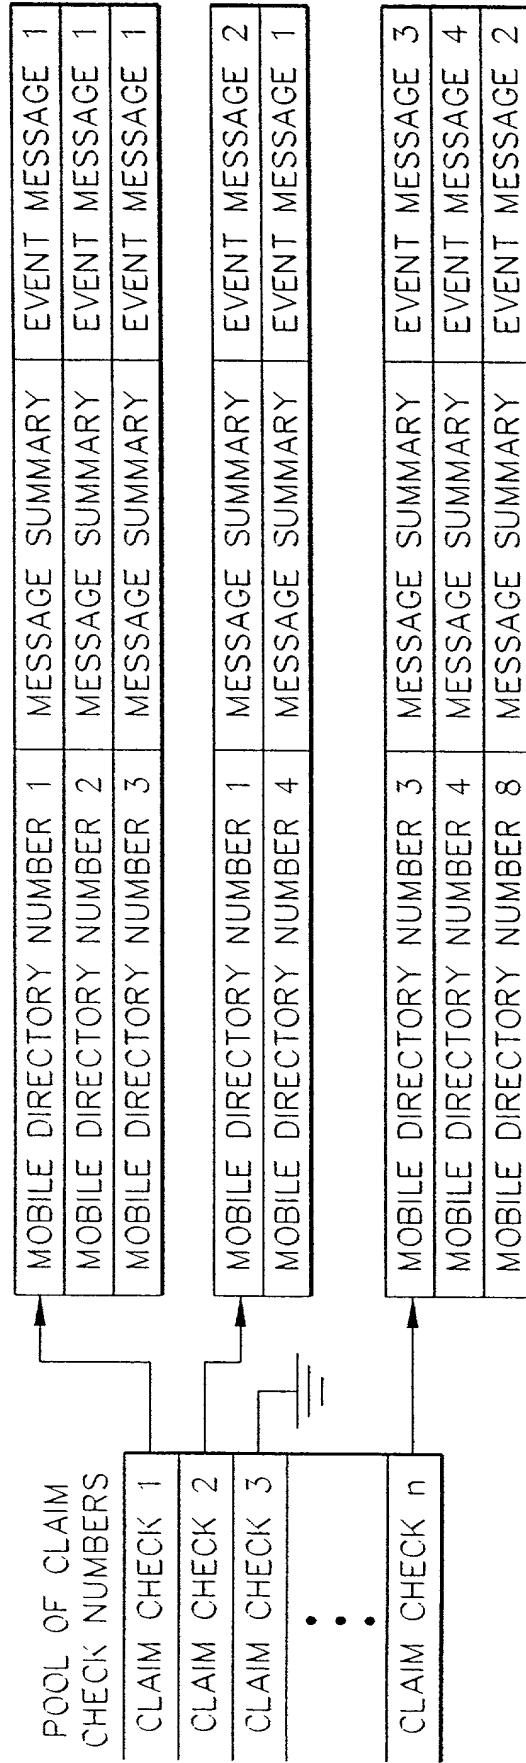 POOL OF CLAIM
CHECK NUMBERS
CLAIM CHECK 1
CLAIM CHECK 2
CLAIM CHECK 3
CLAIM CHECK n
MOBILE DIRECTORY NUMBER 1 MESSAGE SUMMARY EVENT MESSAGE 1
MOBILE DIRECTORY NUMBER 2 MESSAGE SUMMARY EVENT MESSAGE 1
MOBILE DIRECTORY NUMBER 3 MESSAGE SUMMARY EVENT MESSAGE 1
MOBILE DIRECTORY NUMBER 1 MESSAGE SUMMARY EVENT MESSAGE 2
MOBILE DIRECTORY NUMBER 4 MESSAGE SUMMARY EVENT MESSAGE 1
MOBILE DIRECTORY NUMBER 3 MESSAGE SUMMARY EVENT MESSAGE 3
MOBILE DIRECTORY NUMBER 4 MESSAGE SUMMARY EVENT MESSAGE 4
MOBILE DIRECTORY NUMBER 8 MESSAGE SUMMARY EVENT MESSAGE 2